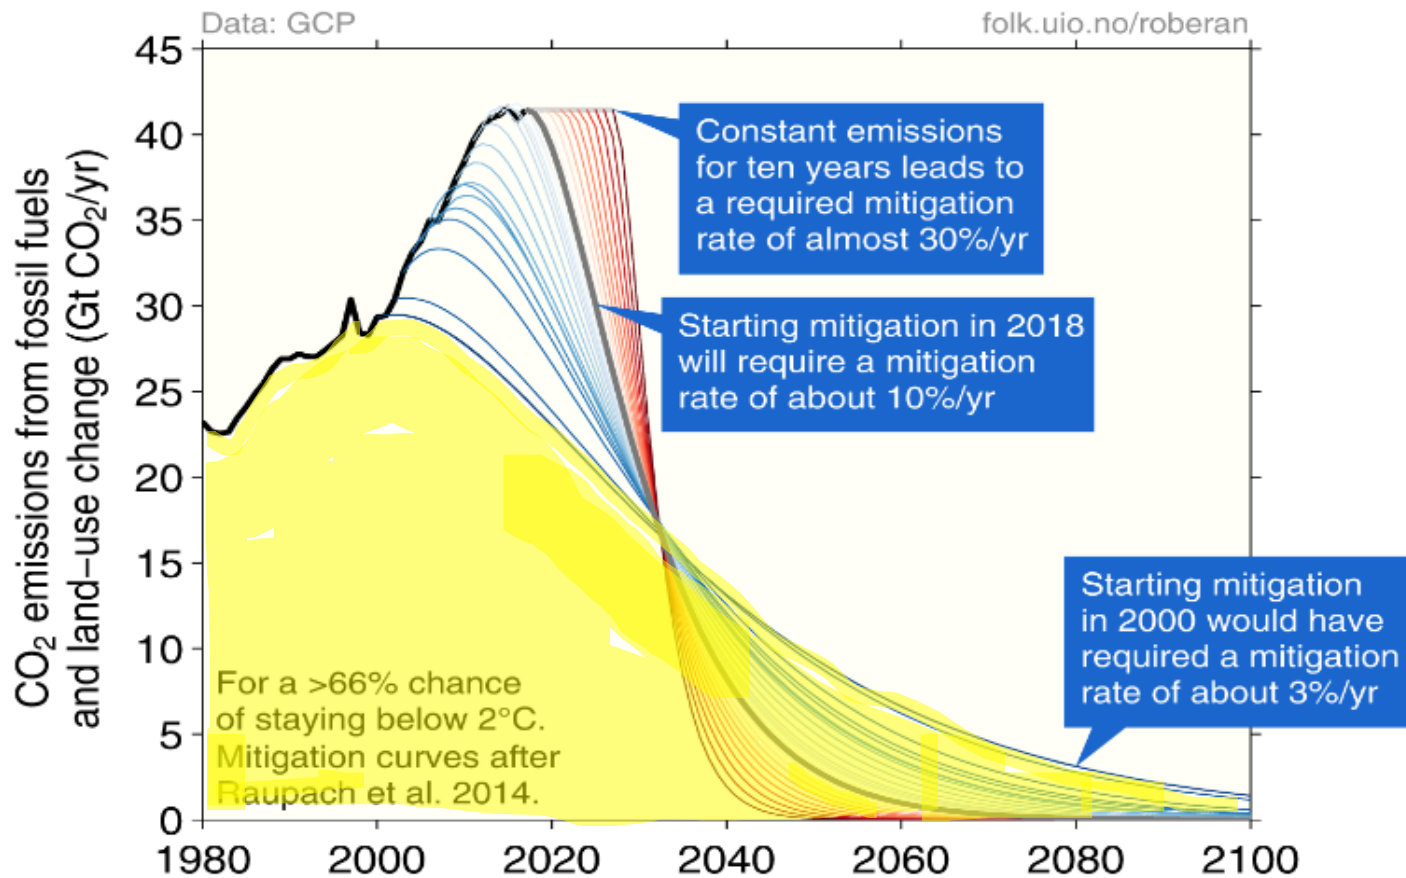 Data: GCP
folk.uio.no/roberan
CO₂ emissions from fossil fuels
and land−use change (Gt CO₂/yr)
45
40
35
30
25
20
15
10
5
0
Constant emissions
for ten years leads to
a required mitigation
rate of almost 30%/yr
Starting mitigation in 2018
will require a mitigation
rate of about 10%/yr
Starting mitigation
in 2000 would have
required a mitigation
rate of about 3%/yr
For a >66% chance
of staying below 2°C.
Mitigation curves after
Raupach et al. 2014.
1980 2000 2020 2040 2060 2080 2100